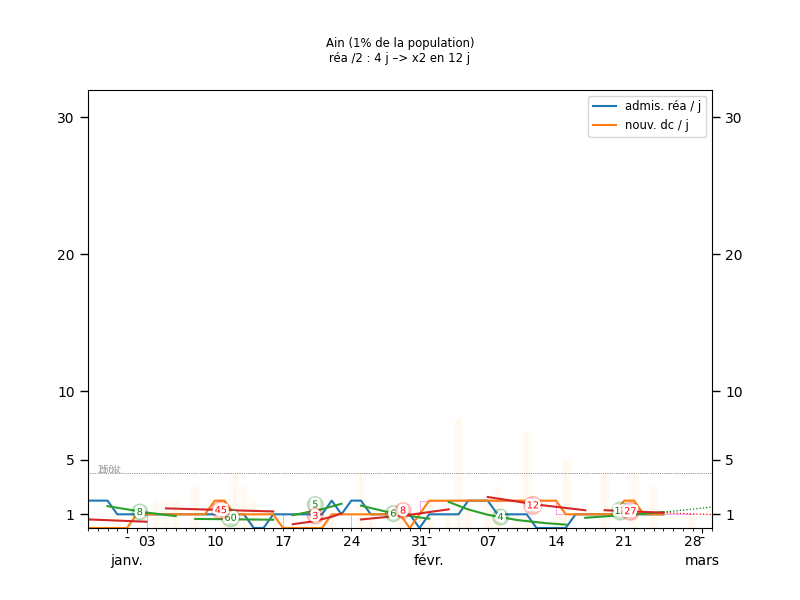 Ain (1% de la population)
réa /2 : 4 j –> x2 en 12 j
admis. réa / j
nouv. dc / j
30 30
20 20
10 10
5 5
1 1
8 45 60 5 3 6 8 4 12 27
03 10 17 24 31 07 14 21 28
janv. févr. mars